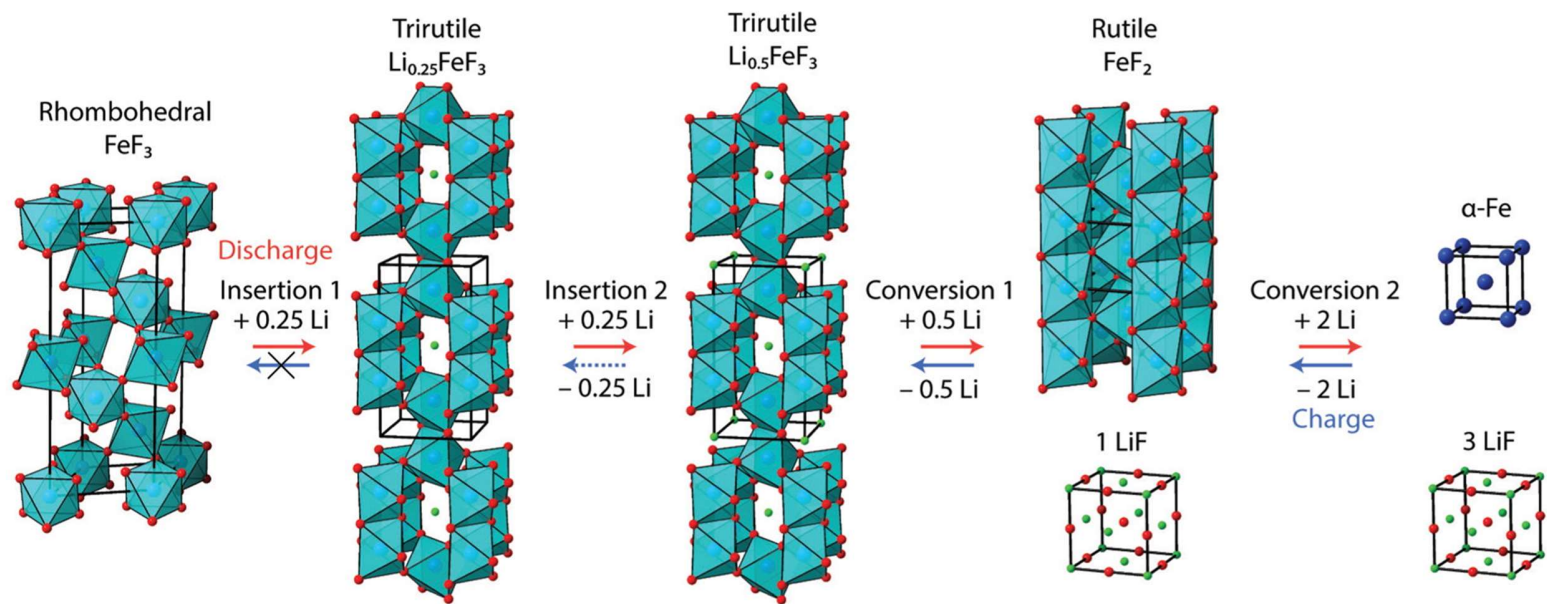 Rhombohedral
FeF₃
Trirutile
Li₀.₂₅FeF₃
Trirutile
Li₀.₅FeF₃
Rutile
FeF₂
α-Fe
Discharge
Insertion 1
+ 0.25 Li
Insertion 2
+ 0.25 Li
– 0.25 Li
Conversion 1
+ 0.5 Li
– 0.5 Li
Conversion 2
+ 2 Li
– 2 Li
Charge
1 LiF
3 LiF